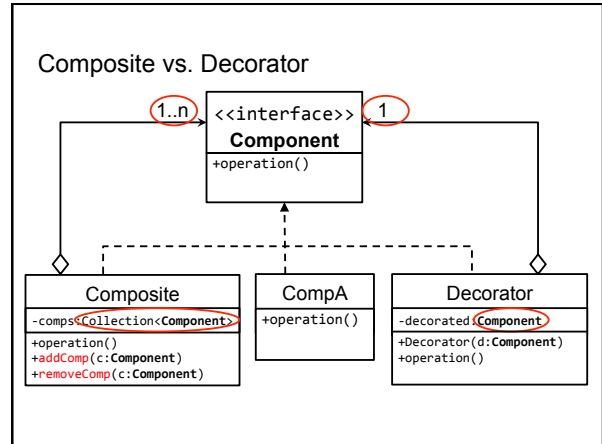 Composite vs. Decorator
1..n
<<interface>>
1
Component
+operation()
Composite
-comps:Collection<Component>
+operation()
+addComp(c:Component)
+removeComp(c:Component)
CompA
+operation()
Decorator
-decorated:Component
+Decorator(d:Component)
+operation()